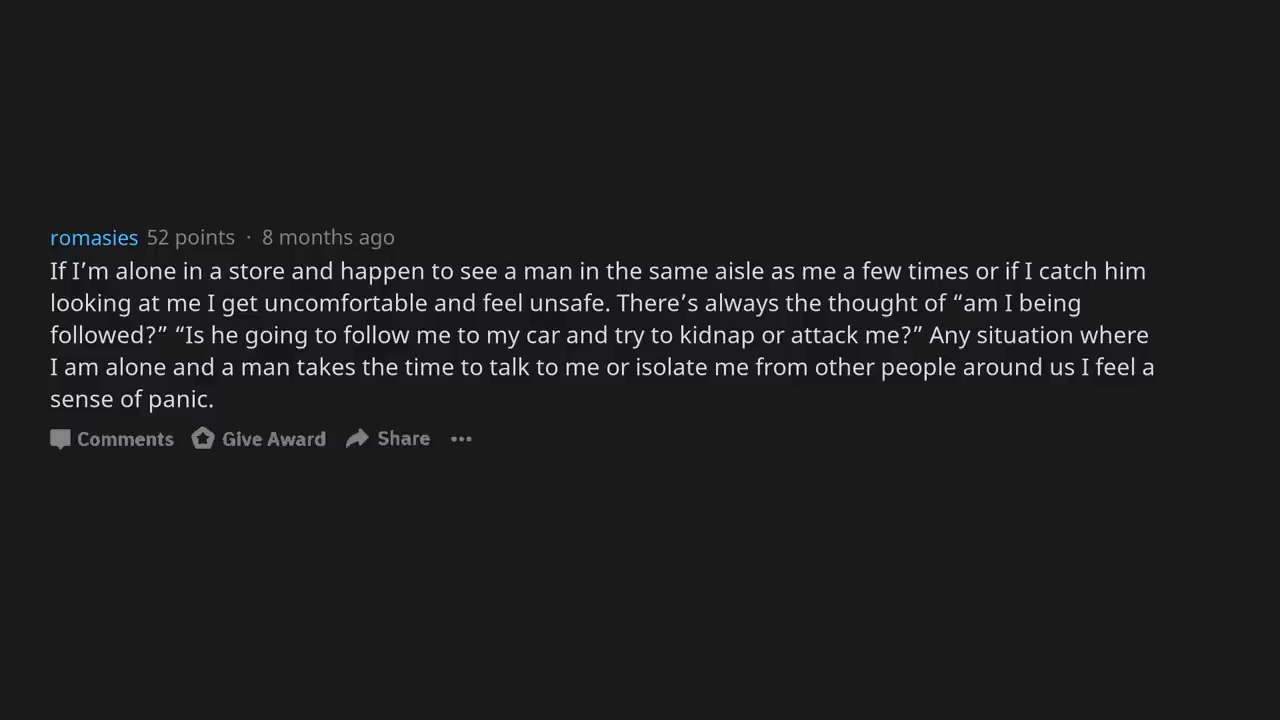 romasies 52 points · 8 months ago
If I’m alone in a store and happen to see a man in the same aisle as me a few times or if I catch him
looking at me I get uncomfortable and feel unsafe. There’s always the thought of “am I being
followed?” “Is he going to follow me to my car and try to kidnap or attack me?” Any situation where
I am alone and a man takes the time to talk to me or isolate me from other people around us I feel a
sense of panic.
Comments Give Award Share •••